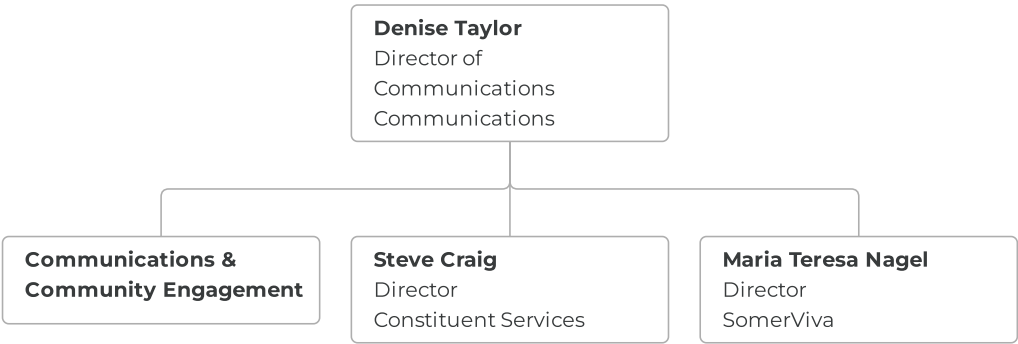 Denise Taylor
Director of
Communications
Communications
Communications &
Community Engagement
Steve Craig
Director
Constituent Services
Maria Teresa Nagel
Director
SomerViva